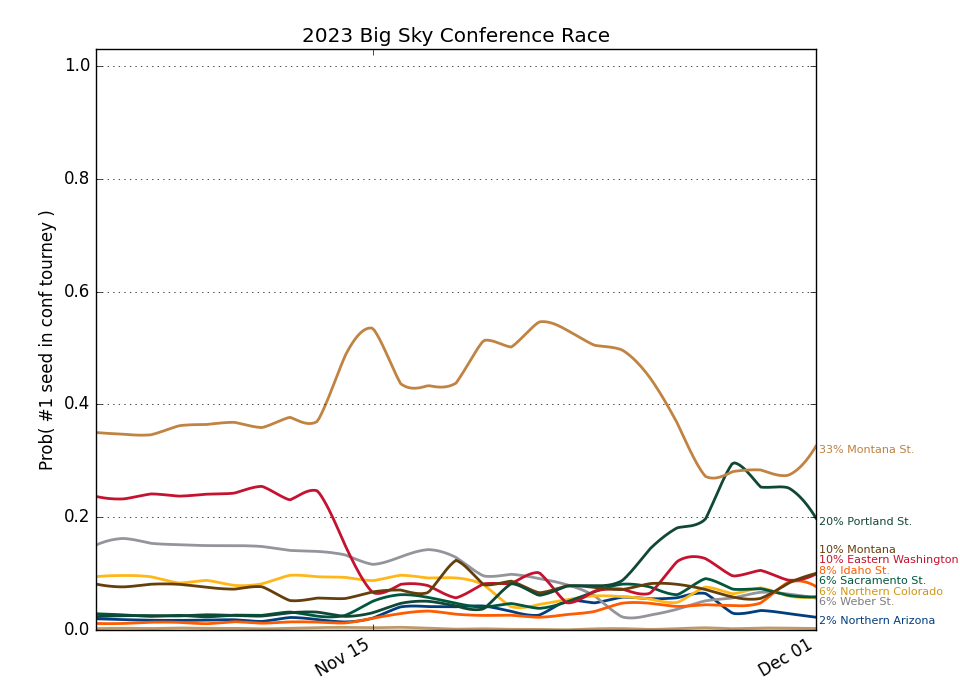 2023 Big Sky Conference Race
Prob( #1 seed in conf tourney )
1.0
0.8
0.6
0.4
0.2
0.0
Nov 15
Dec 01
33% Montana St.
20% Portland St.
10% Montana
10% Eastern Washington
8% Idaho St.
6% Sacramento St.
6% Northern Colorado
6% Weber St.
2% Northern Arizona